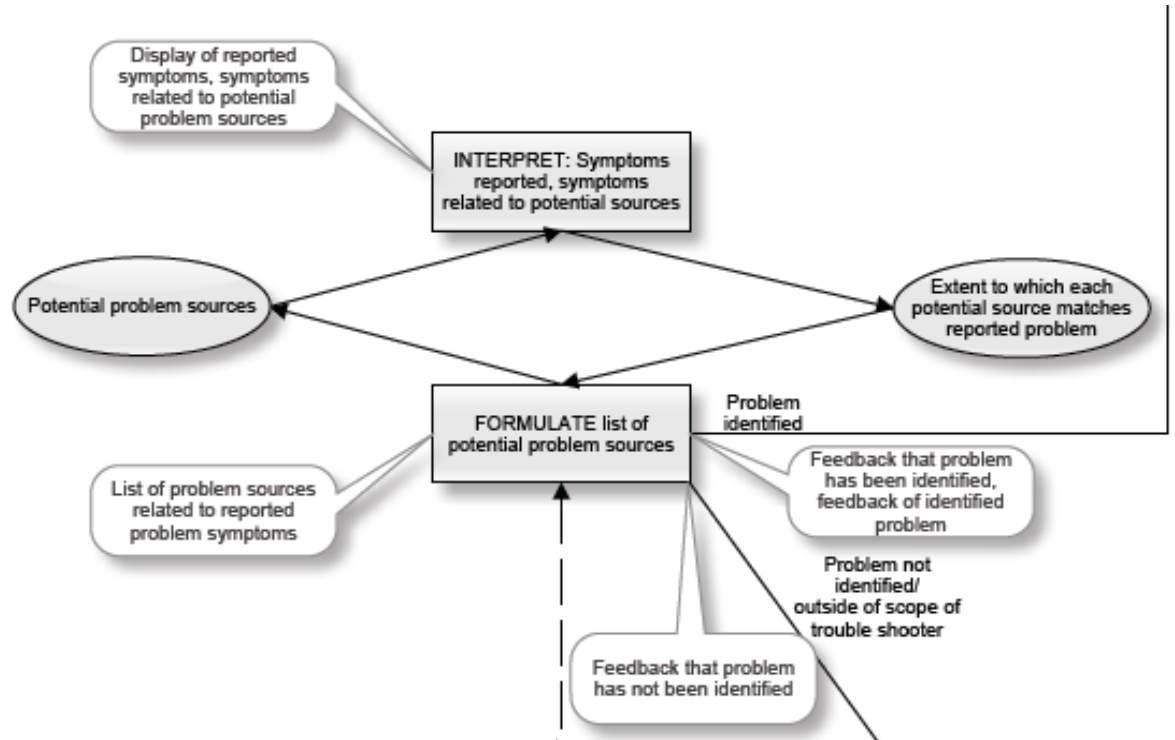 Display of reported
symptoms, symptoms
related to potential
problem sources
INTERPRET: Symptoms
reported, symptoms
related to potential sources
Potential problem sources
Extent to which each
potential source matches
reported problem
FORMULATE list of
potential problem sources
Problem
identified
List of problem sources
related to reported
problem symptoms
Feedback that problem
has been identified,
feedback of identified
problem
Problem not
identified/
outside of scope of
trouble shooter
Feedback that problem
has not been identified